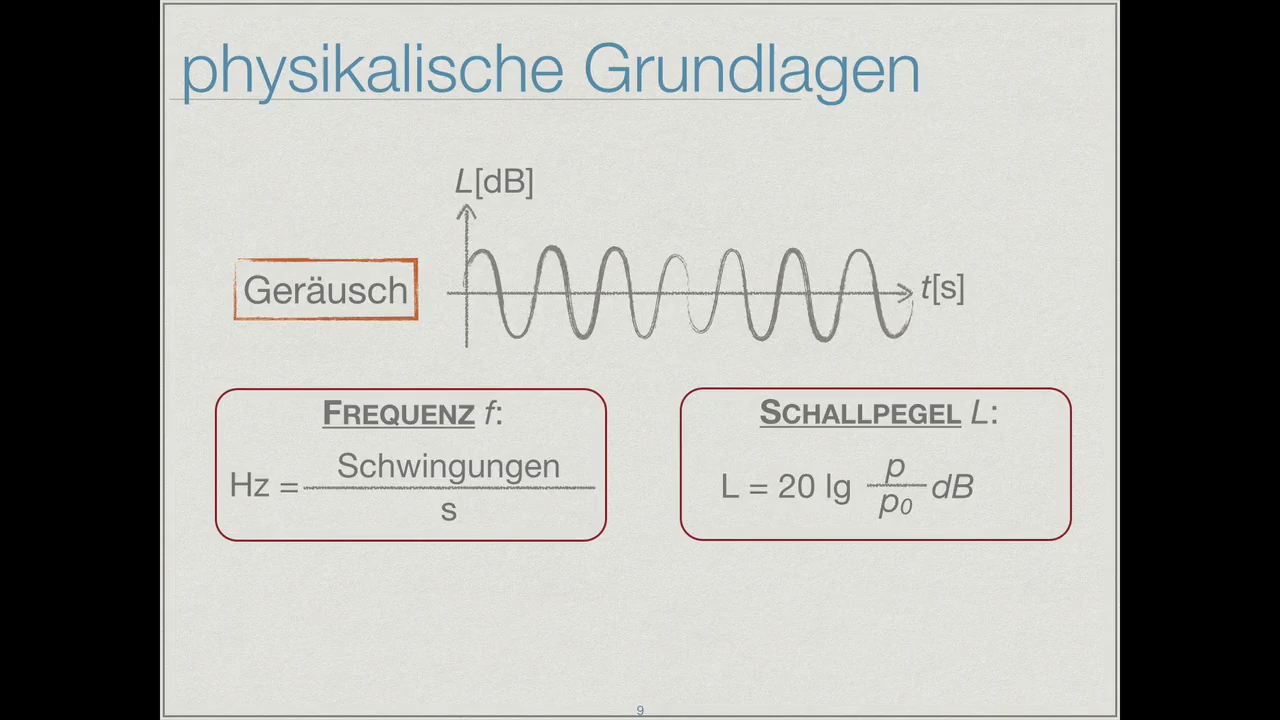 physikalische Grundlagen
L[dB]
Geräusch
t[s]
FREQUENZ f:
Hz = Schwingungen / s
SCHALLPEGEL L:
L = 20 lg p / p₀ dB
9